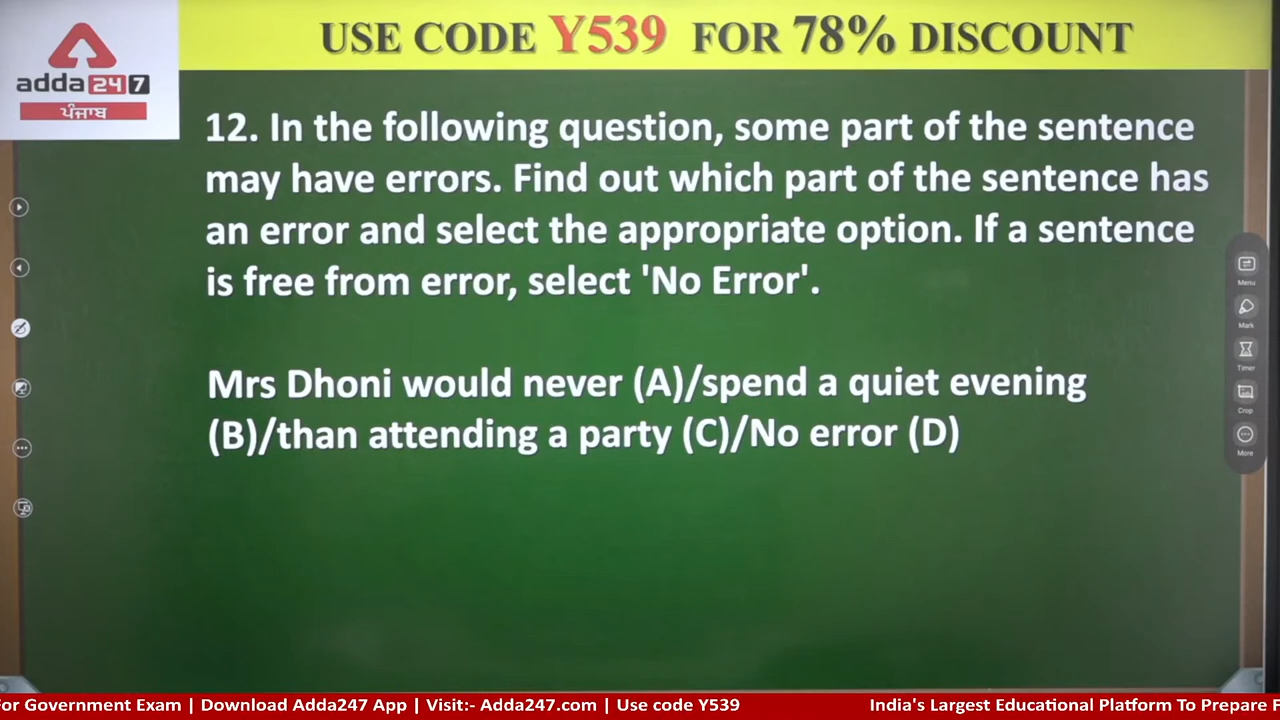 USE CODE Y539 FOR 78% DISCOUNT
adda 247
ਪੰਜਾਬ
12. In the following question, some part of the sentence
may have errors. Find out which part of the sentence has
an error and select the appropriate option. If a sentence
is free from error, select 'No Error'.
Mrs Dhoni would never (A)/spend a quiet evening
(B)/than attending a party (C)/No error (D)
Menu
Mark
Timer
Crop
More
For Government Exam | Download Adda247 App | Visit:- Adda247.com | Use code Y539
India's Largest Educational Platform To Prepare F